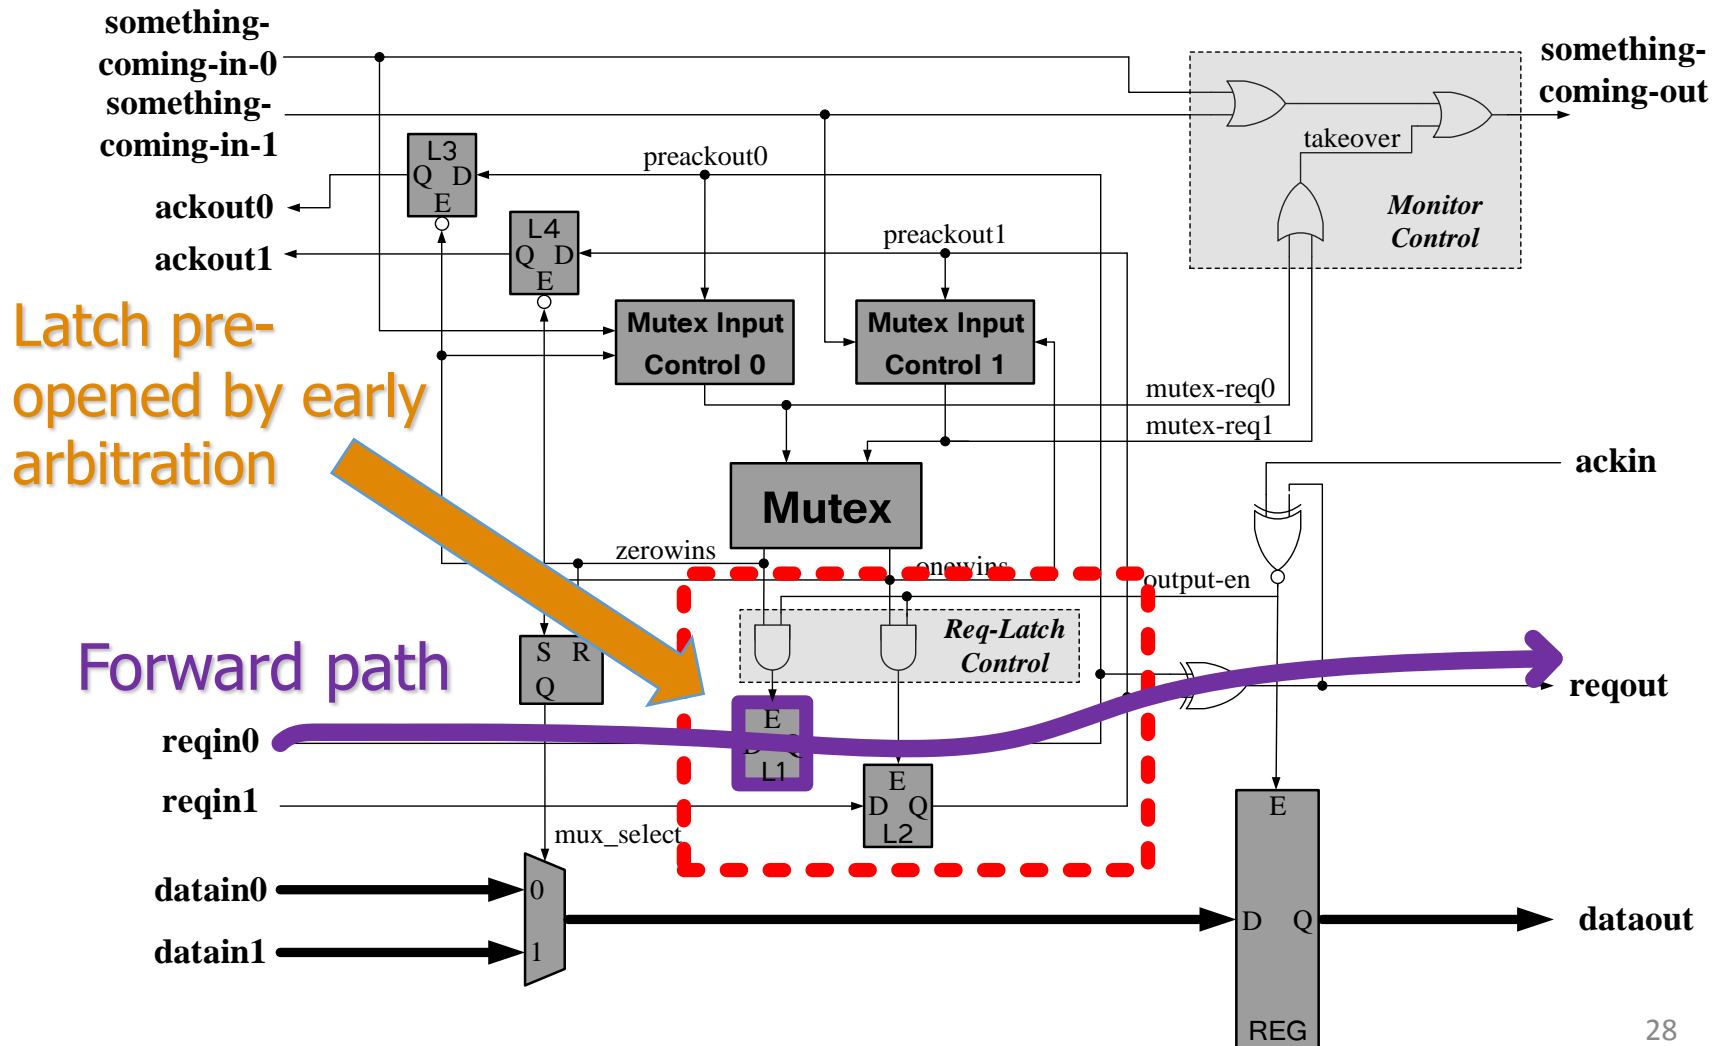 something-
coming-in-0
something-
coming-in-1
ackout0
ackout1
something-
coming-out
takeover
Monitor
Control
L3
Q D
E
preackout0
L4
Q D
E
preackout1
Latch pre-
opened by early
arbitration
Mutex Input
Control 0
Mutex Input
Control 1
mutex-req0
mutex-req1
ackin
Mutex
zerowins
onewins
output-en
Req-Latch
Control
S R
Q
Forward path
reqin0
E
D Q
L1
reqout
reqin1
E
D Q
L2
mux_select
E
datain0
0
D Q
dataout
datain1
1
REG
28